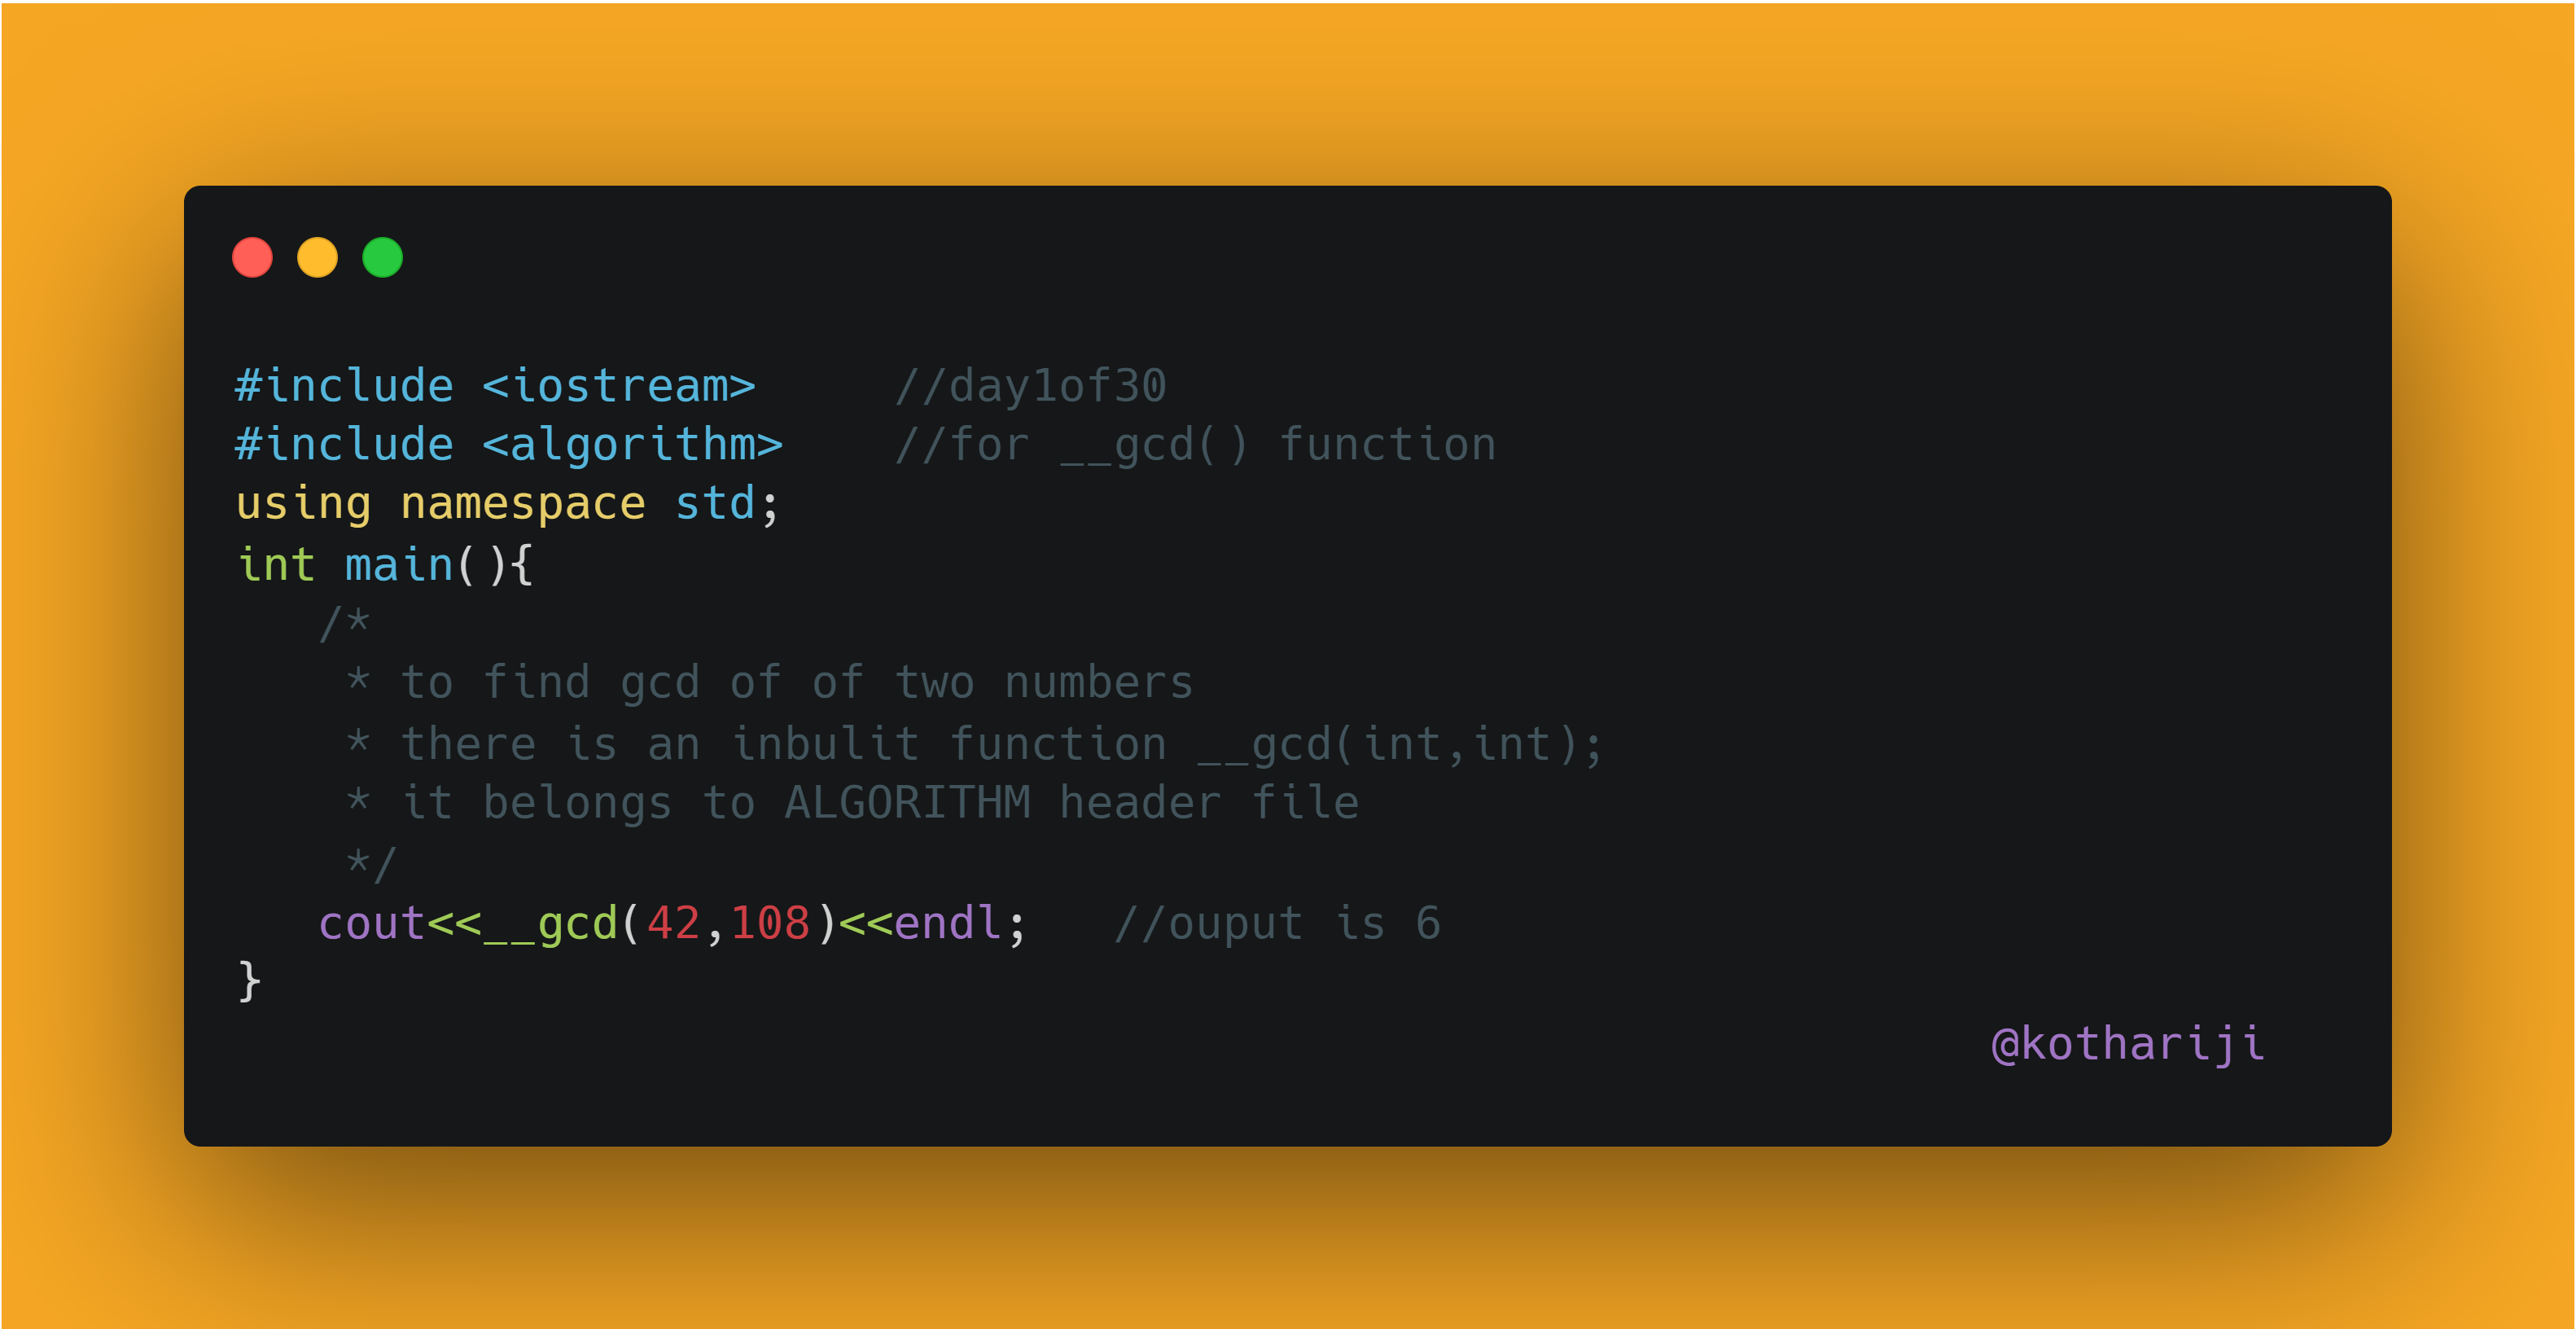 #include <iostream>     //day1of30
#include <algorithm>    //for __gcd() function
using namespace std;
int main(){
   /*
    * to find gcd of of two numbers
    * there is an inbulit function __gcd(int,int);
    * it belongs to ALGORITHM header file
    */
   cout<<__gcd(42,108)<<endl;   //ouput is 6
}
@kothariji